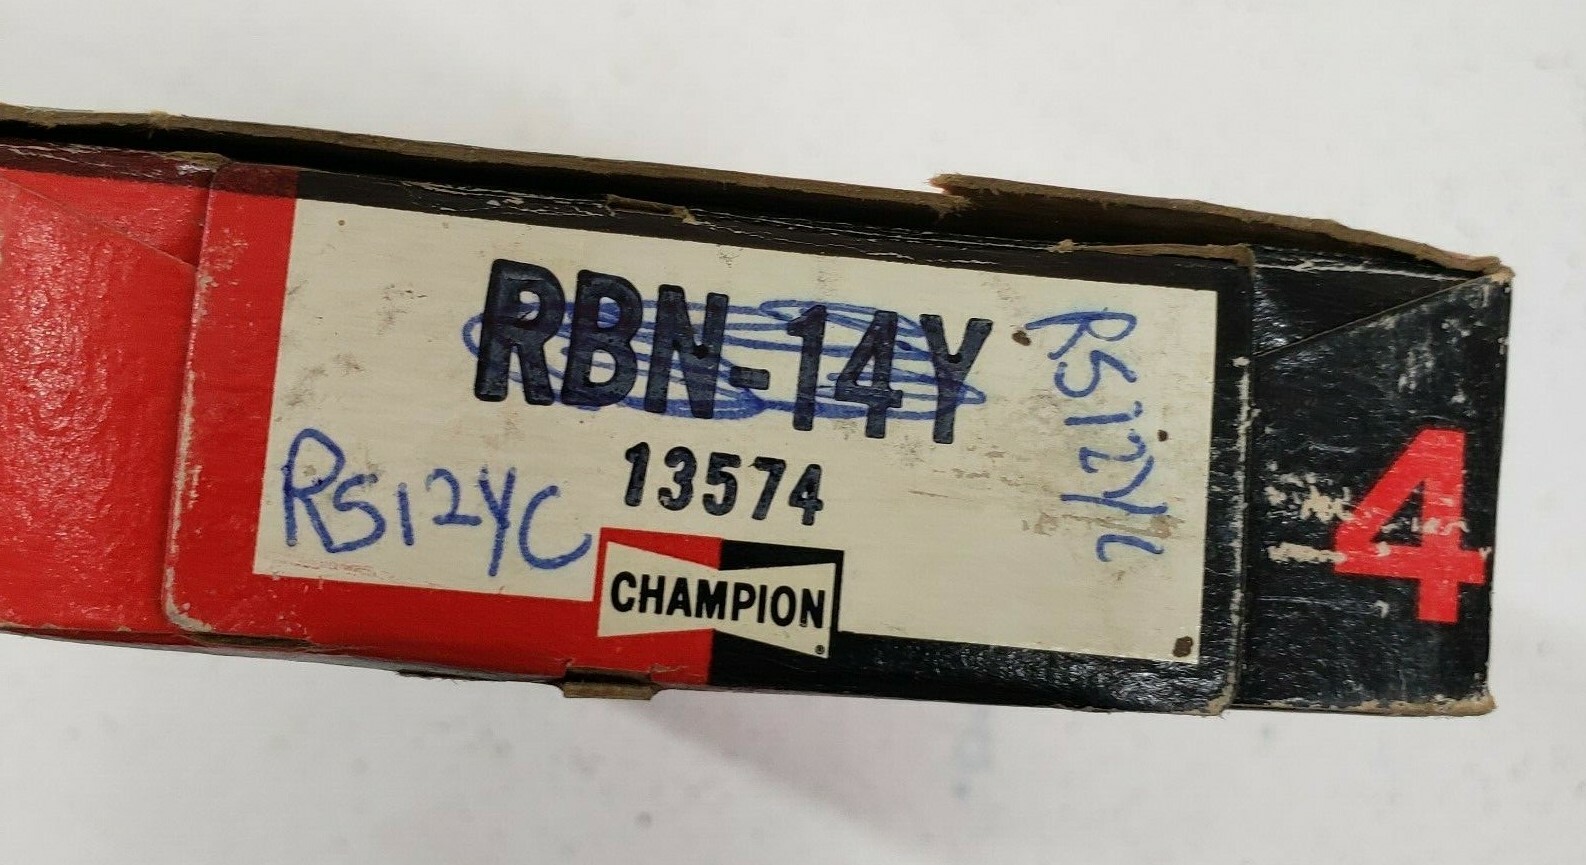 RBN-14Y
13574
RS12YC
RS12YC
CHAMPION
®
4